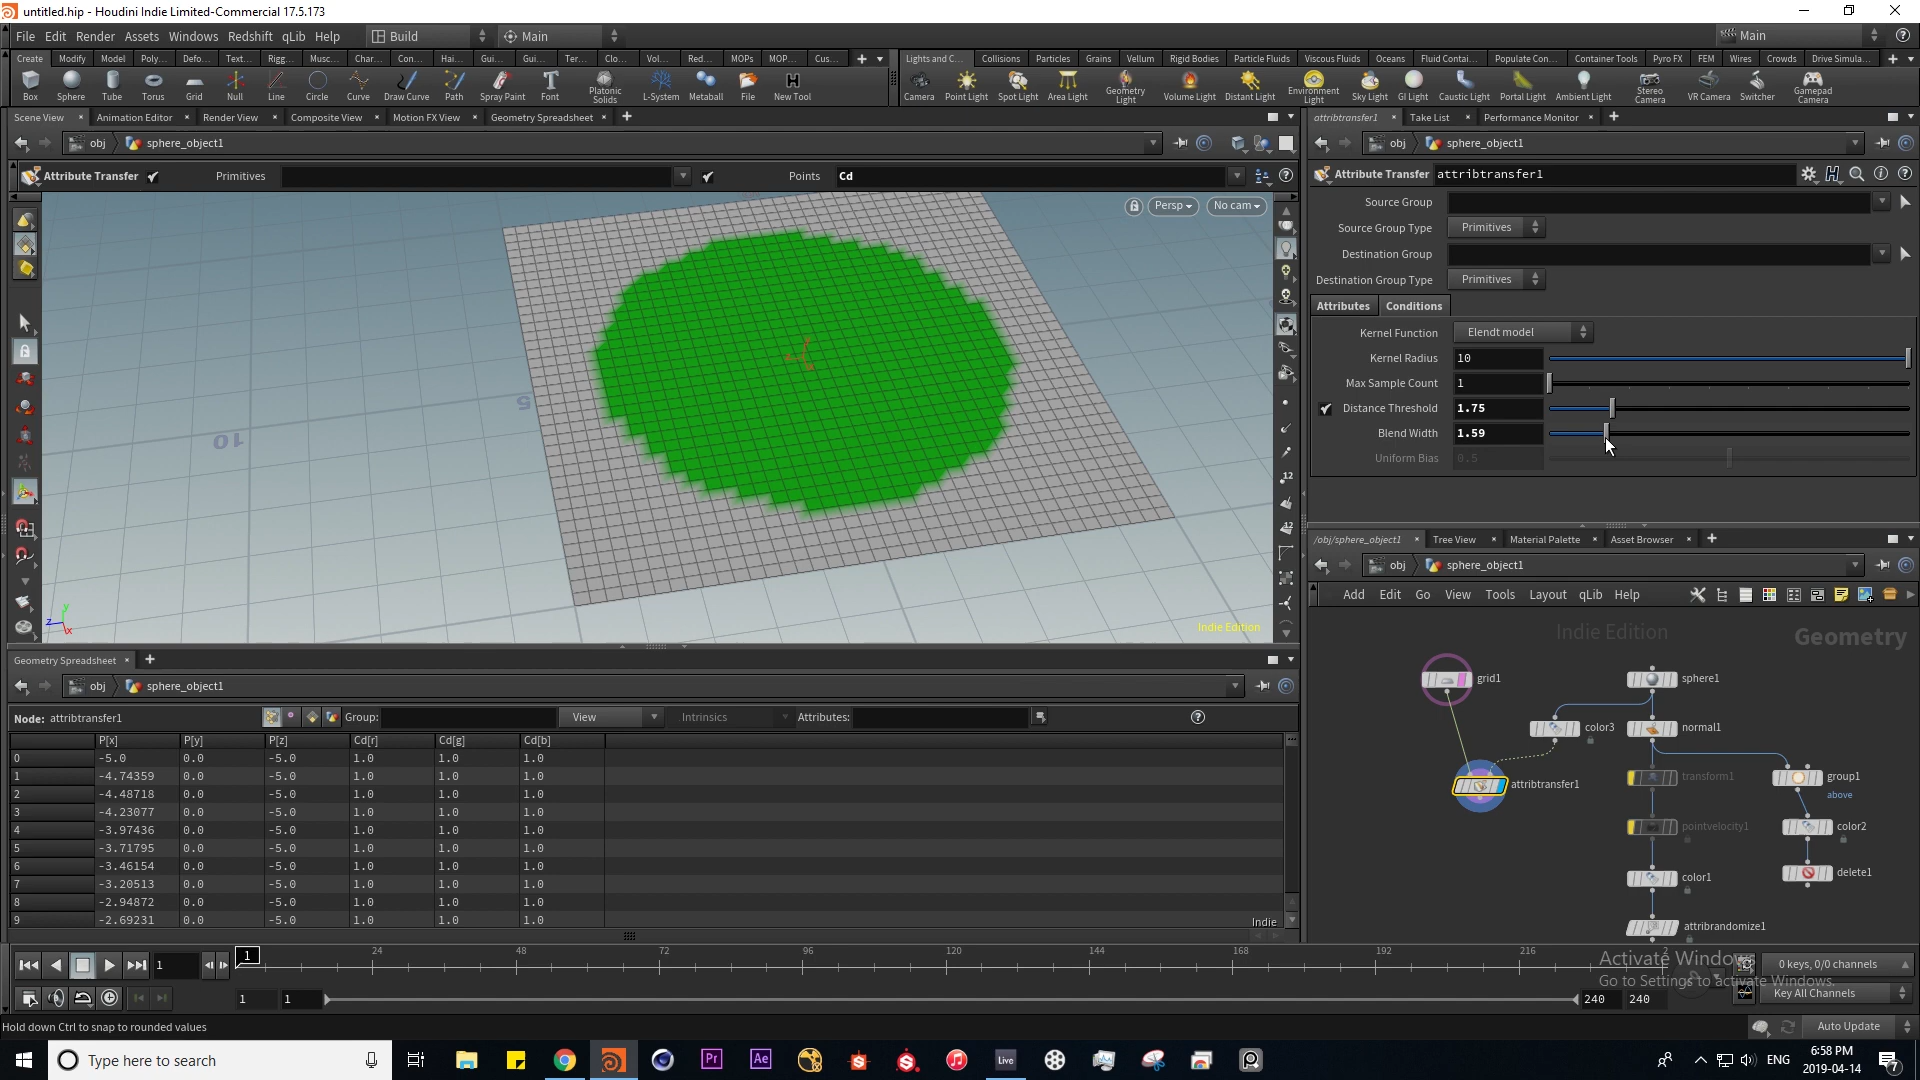 untitled.hip - Houdini Indie Limited-Commercial 17.5.173
File Edit Render Assets Windows Redshift qLib Help Build Main Main
Create Modify Model Poly... Defo... Text... Rigg... Musc... Char... Con... Hai... Gui... Gui... Ter... Clo... Vol... Red... MOPs MOP... Cus...
Lights and C... Collisions Particles Grains Vellum Rigid Bodies Particle Fluids Viscous Fluids Oceans Fluid Contai... Populate Con... Container Tools Pyro FX FEM Wires Crowds Drive Simula...
Box Sphere Tube Torus Grid Null Line Circle Curve Draw Curve Path Spray Paint Font Platonic Solids L-System Metaball File New Tool
Camera Point Light Spot Light Area Light Geometry Light Volume Light Distant Light Environment Light Sky Light GI Light Caustic Light Portal Light Ambient Light Stereo Camera VR Camera Switcher Gamepad Camera
Scene View Animation Editor Render View Composite View Motion FX View Geometry Spreadsheet
obj sphere_object1
Attribute Transfer Primitives Points Cd
Persp No cam
5
10
y
z x
Indie Edition
attribtransfer1 Take List Performance Monitor
obj sphere_object1
Attribute Transfer attribtransfer1
Source Group
Source Group Type Primitives
Destination Group
Destination Group Type Primitives
Attributes Conditions
Kernel Function Elendt model
Kernel Radius 10
Max Sample Count 1
Distance Threshold 1.75
Blend Width 1.59
Uniform Bias 0.5
/obj/sphere_object1 Tree View Material Palette Asset Browser
obj sphere_object1
Add Edit Go View Tools Layout qLib Help
Indie Edition Geometry
grid1 sphere1
color3 normal1
attribtransfer1 transform1 group1
above
pointvelocity1 color2
color1 delete1
attribrandomize1
Geometry Spreadsheet
obj sphere_object1
Node: attribtransfer1 Group: View Intrinsics Attributes:
P[x] P[y] P[z] Cd[r] Cd[g] Cd[b]
0 -5.0 0.0 -5.0 1.0 1.0 1.0
1 -4.74359 0.0 -5.0 1.0 1.0 1.0
2 -4.48718 0.0 -5.0 1.0 1.0 1.0
3 -4.23077 0.0 -5.0 1.0 1.0 1.0
4 -3.97436 0.0 -5.0 1.0 1.0 1.0
5 -3.71795 0.0 -5.0 1.0 1.0 1.0
6 -3.46154 0.0 -5.0 1.0 1.0 1.0
7 -3.20513 0.0 -5.0 1.0 1.0 1.0
8 -2.94872 0.0 -5.0 1.0 1.0 1.0
9 -2.69231 0.0 -5.0 1.0 1.0 1.0
Indie
1 1 24 48 72 96 120 144 168 192 216 2
Activate Windows
Go to Settings to activate Windows.
0 keys, 0/0 channels
1 1 240 240 Key All Channels
Hold down Ctrl to snap to rounded values Auto Update
Type here to search Pr Ae Live ENG 6:58 PM
2019-04-14
7